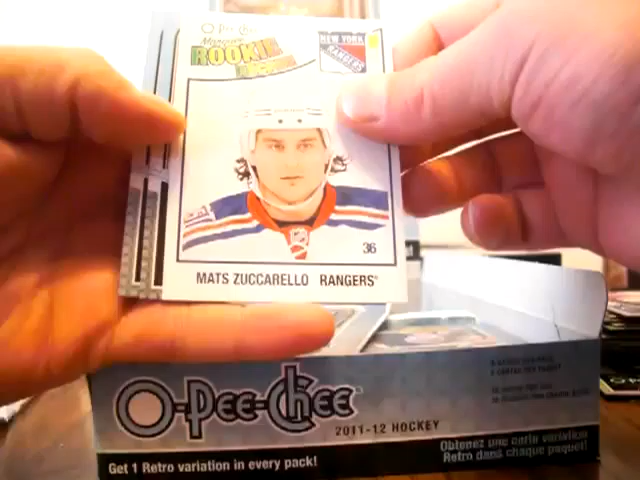 O-Pee-Chee
Marquee
ROOKIE
NEW YORK
RANGERS
36
MATS ZUCCARELLO RANGERS
O-Pee-Chee
2011-12 HOCKEY
Get 1 Retro variation in every pack!
Obtenez une carte variation
Rétro dans chaque paquet!